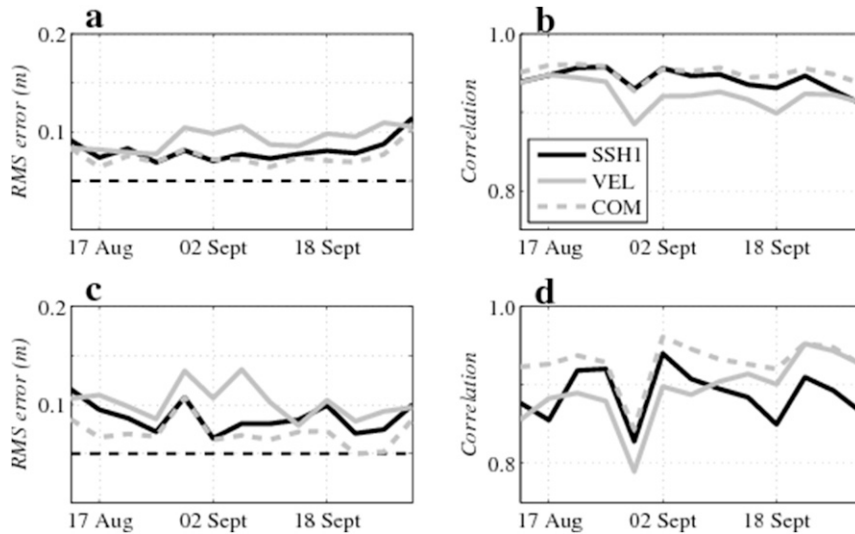 a
0.2
0.1
RMS error (m)
17 Aug 02 Sept 18 Sept
b
1.0
0.8
Correlation
SSH1
VEL
COM
17 Aug 02 Sept 18 Sept
c
0.2
0.1
RMS error (m)
17 Aug 02 Sept 18 Sept
d
1.0
0.8
Correlation
17 Aug 02 Sept 18 Sept